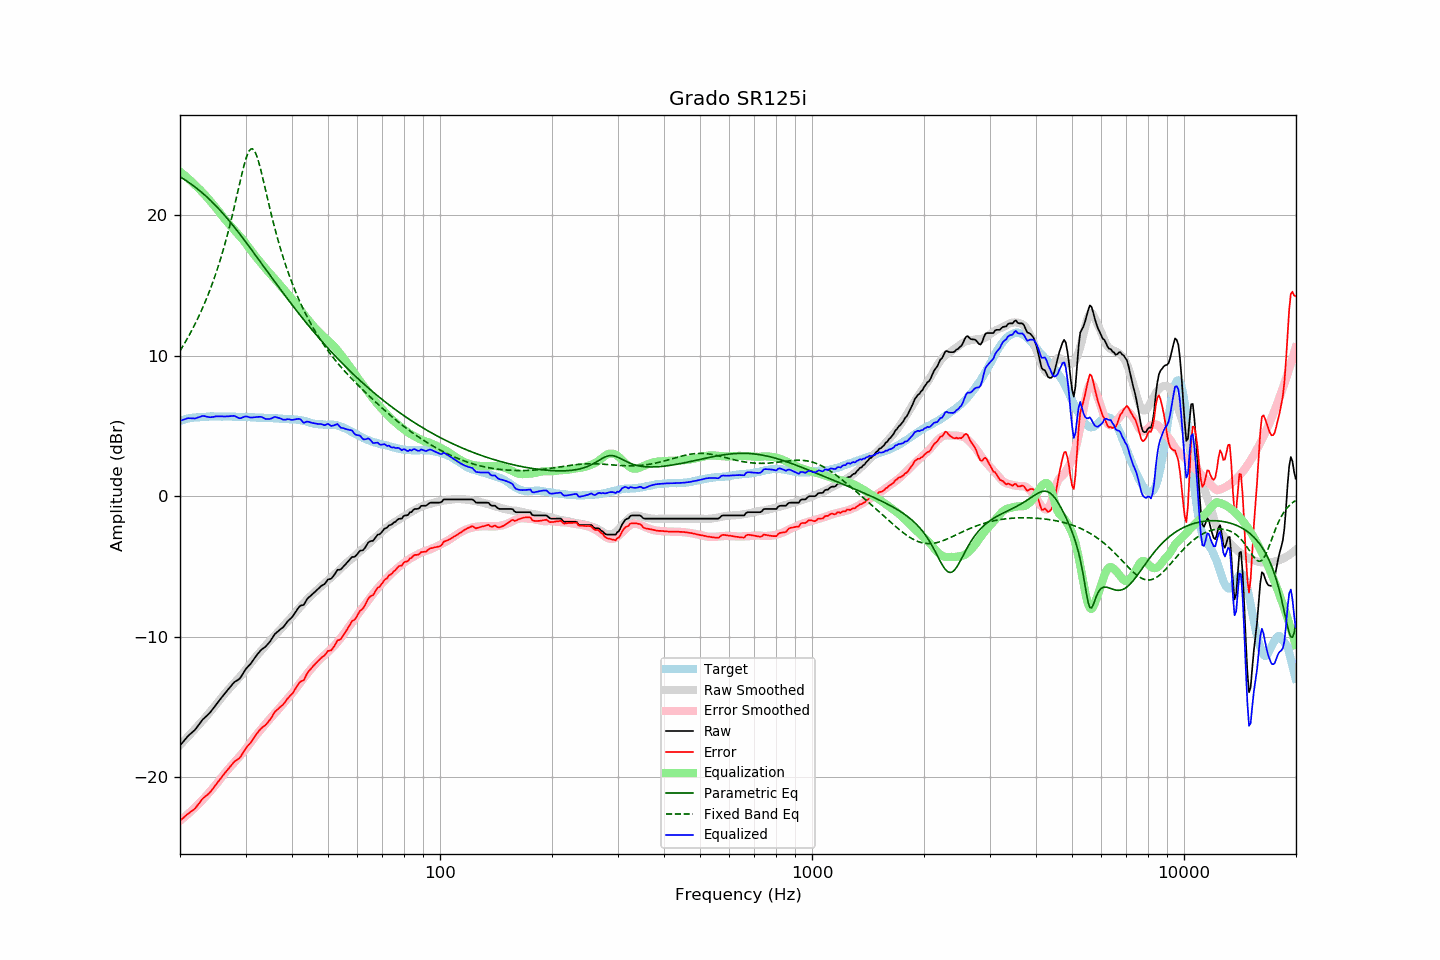 Grado SR125i
Amplitude (dBr)
20
10
0
−10
−20
100
1000
10000
Frequency (Hz)
Target
Raw Smoothed
Error Smoothed
Raw
Error
Equalization
Parametric Eq
Fixed Band Eq
Equalized